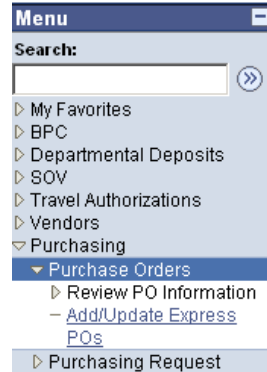 Menu
Search:
My Favorites
BPC
Departmental Deposits
SOV
Travel Authorizations
Vendors
Purchasing
Purchase Orders
Review PO Information
Add/Update Express
POs
Purchasing Request